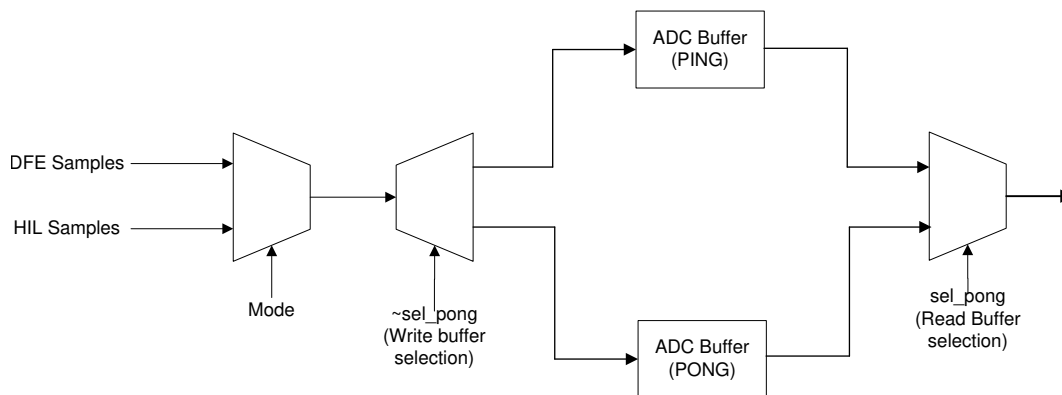 ADC Buffer
(PING)
DFE Samples
HIL Samples
Mode
~sel_pong
(Write buffer
selection)
sel_pong
(Read Buffer
selection)
ADC Buffer
(PONG)